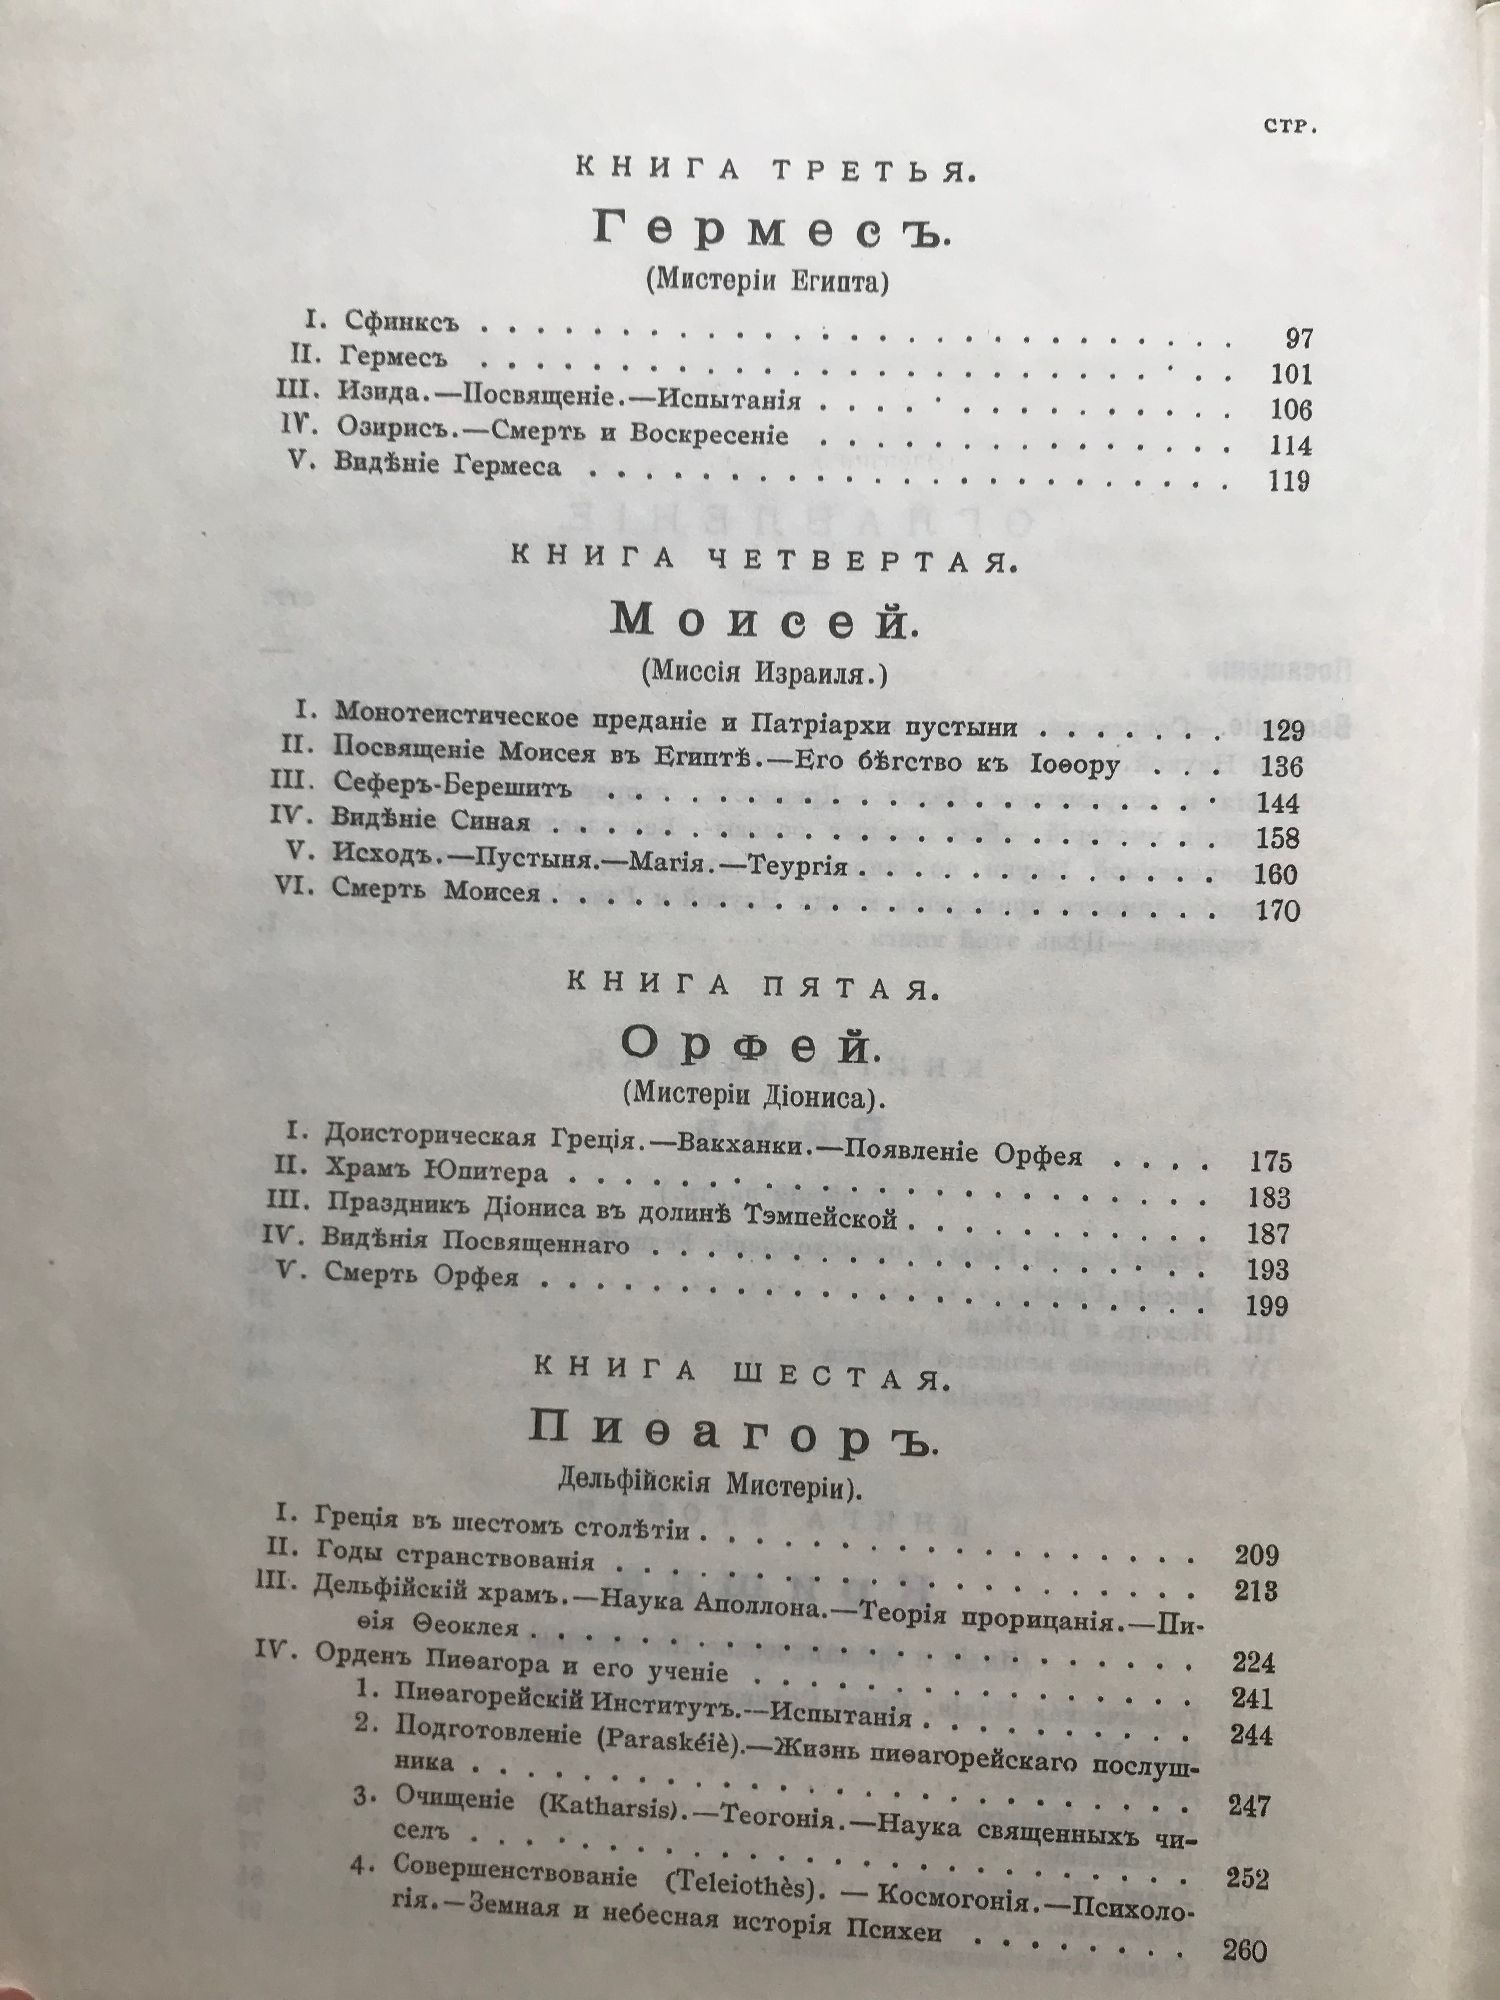 СТР.
КНИГА ТРЕТЬЯ.
Гермесъ.
(Мистеріи Египта)
I. Сфинксъ . . . . . . . . . . . . . . . . . . . . . . . . . . . 97
II. Гермесъ . . . . . . . . . . . . . . . . . . . . . . . . . . . 101
III. Изида.—Посвященіе.—Испытанія . . . . . . . . . . . . . . . 106
IV. Озирисъ.—Смерть и Воскресеніе . . . . . . . . . . . . . . . 114
V. Видѣніе Гермеса . . . . . . . . . . . . . . . . . . . . . . . 119
КНИГА ЧЕТВЕРТАЯ.
Моисей.
(Миссія Израиля.)
I. Монотеистическое преданіе и Патріархи пустыни . . . . . . . 129
II. Посвященіе Моисея въ Египтѣ.—Его бѣгство къ Іоѳору . . . 136
III. Сеферъ-Берешитъ . . . . . . . . . . . . . . . . . . . . . . 144
IV. Видѣніе Синая . . . . . . . . . . . . . . . . . . . . . . . . 158
V. Исходъ.—Пустыня.—Магія.—Теургія . . . . . . . . . . . . . 160
VI. Смерть Моисея . . . . . . . . . . . . . . . . . . . . . . . . 170
КНИГА ПЯТАЯ.
Орфей.
(Мистеріи Діониса).
I. Доисторическая Греція.—Вакханки.—Появленіе Орфея . . . . 175
II. Храмъ Юпитера . . . . . . . . . . . . . . . . . . . . . . . 183
III. Праздникъ Діониса въ долинѣ Тэмпейской . . . . . . . . . . . 187
IV. Видѣнія Посвященнаго . . . . . . . . . . . . . . . . . . . . 193
V. Смерть Орфея . . . . . . . . . . . . . . . . . . . . . . . . 199
КНИГА ШЕСТАЯ.
Пиѳагоръ.
Дельфійскія Мистеріи).
I. Греція въ шестомъ столѣтіи . . . . . . . . . . . . . . . . . . 209
II. Годы странствованія . . . . . . . . . . . . . . . . . . . . . 213
III. Дельфійскій храмъ.—Наука Аполлона.—Теорія прорицанія.—Пи-
ѳія Ѳеоклея . . . . . . . . . . . . . . . . . . . . . . . . 224
IV. Орденъ Пиѳагора и его ученіе . . . . . . . . . . . . . . . . 241
1. Пиѳагорейскій Институтъ.—Испытанія . . . . . . . . . . 244
2. Подготовленіе (Paraskéiè).—Жизнь пиѳагорейскаго послуш-
ника . . . . . . . . . . . . . . . . . . . . . . . . . . 247
3. Очищеніе (Katharsis).—Теогонія.—Наука священныхъ чи-
селъ . . . . . . . . . . . . . . . . . . . . . . . . . . 252
4. Совершенствованіе (Teleiothès). — Космогонія.—Психоло-
гія.—Земная и небесная исторія Психеи . . . . . . . . 260